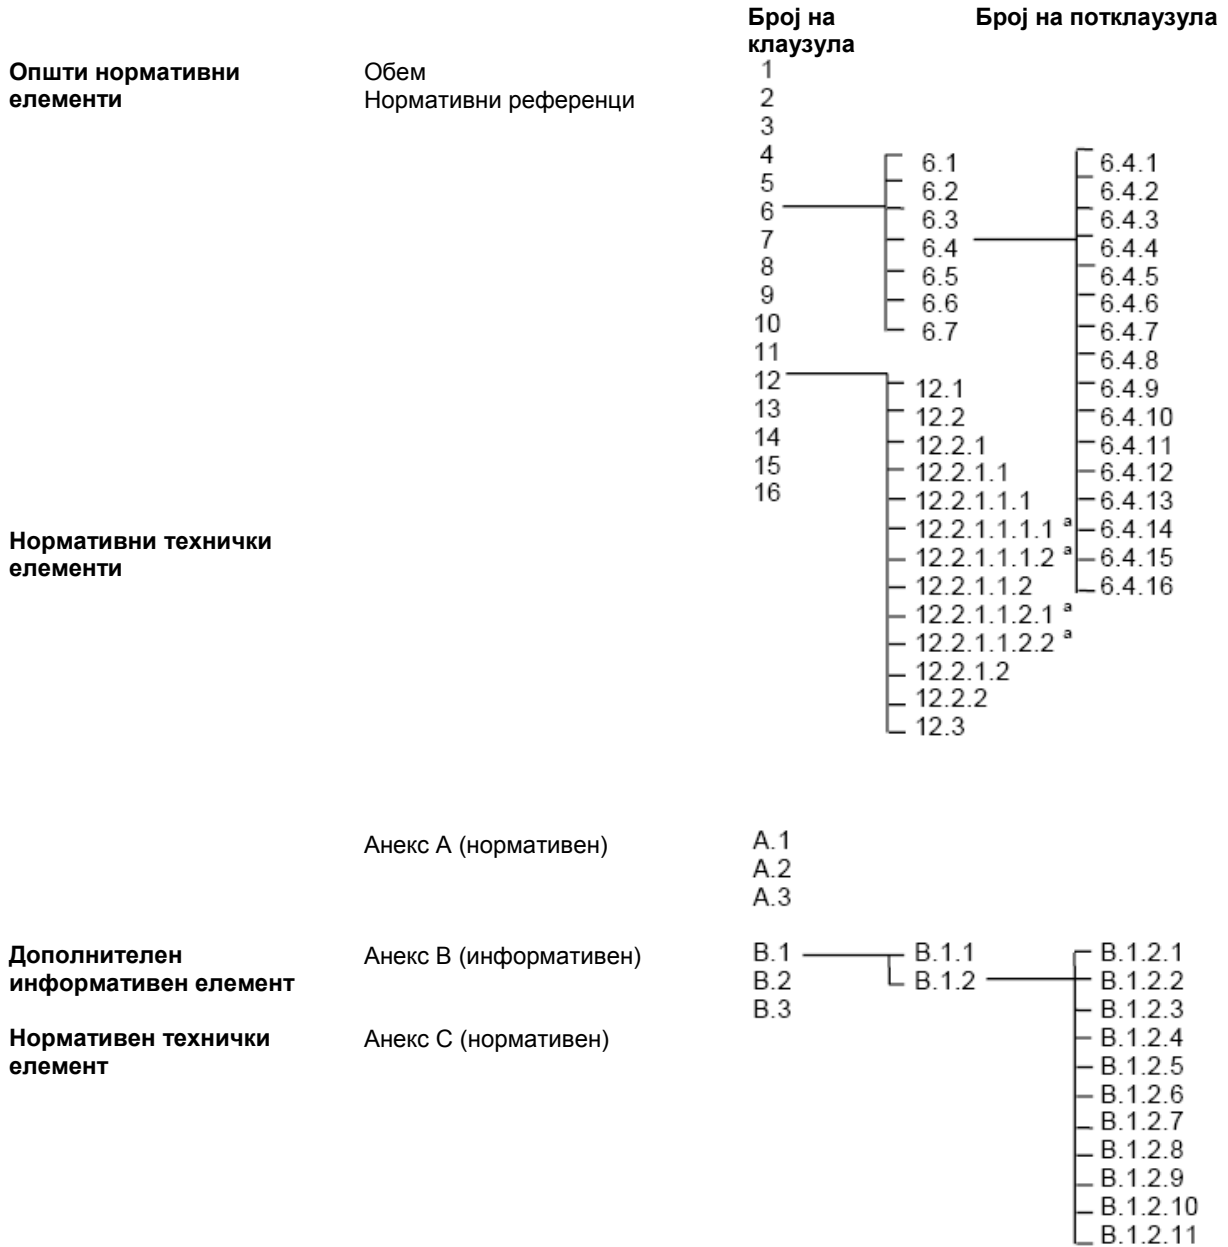 Број на клаузула
Број на потклаузула
Општи нормативни елементи
Обем
Нормативни референци
1
2
3
4
5
6
7
8
9
10
11
12
13
14
15
16
6.1
6.2
6.3
6.4
6.5
6.6
6.7
6.4.1
6.4.2
6.4.3
6.4.4
6.4.5
6.4.6
6.4.7
6.4.8
6.4.9
6.4.10
6.4.11
6.4.12
6.4.13
6.4.14
6.4.15
6.4.16
12.1
12.2
12.2.1
12.2.1.1
12.2.1.1.1
12.2.1.1.1.1 a
12.2.1.1.1.2 a
12.2.1.1.2
12.2.1.1.2.1 a
12.2.1.1.2.2 a
12.2.1.2
12.2.2
12.3
Нормативни технички елементи
Анекс А (нормативен)
A.1
A.2
A.3
Дополнителен информативен елемент
Анекс В (информативен)
B.1
B.2
B.3
B.1.1
B.1.2
B.1.2.1
B.1.2.2
B.1.2.3
B.1.2.4
B.1.2.5
B.1.2.6
B.1.2.7
B.1.2.8
B.1.2.9
B.1.2.10
B.1.2.11
Нормативен технички елемент
Анекс С (нормативен)